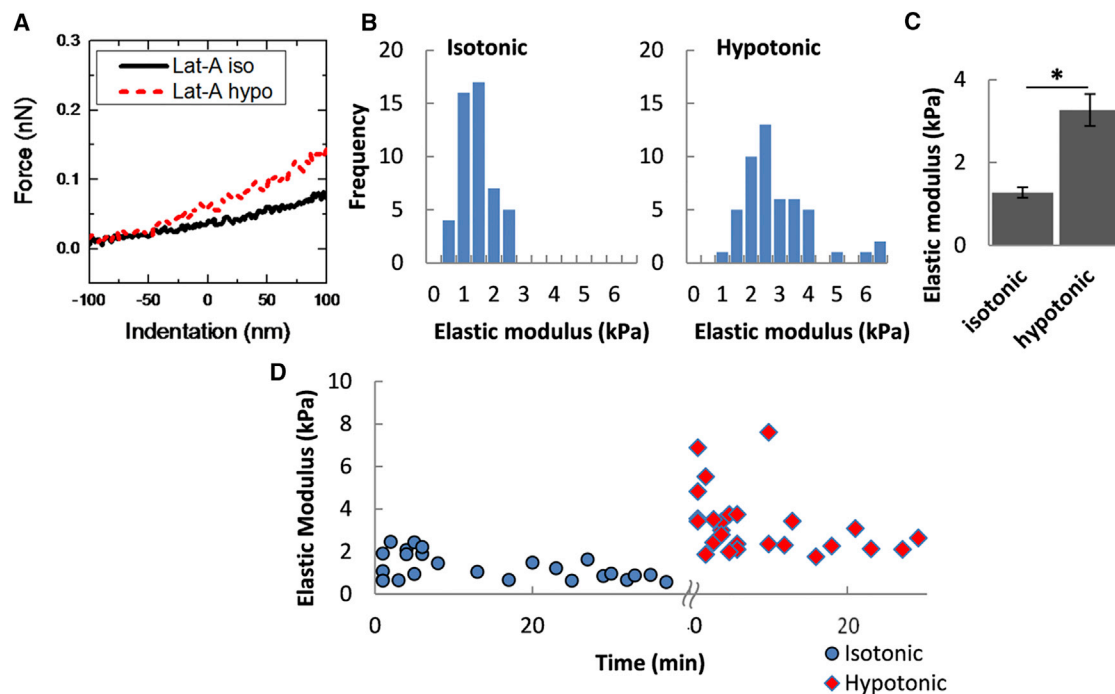 A
0.3
0.2
0.1
0.0
Force (nN)
Lat-A iso
Lat-A hypo
-100
-50
0
50
100
Indentation (nm)
B
Isotonic
20
15
10
5
0
Frequency
0 1 2 3 4 5 6
Elastic modulus (kPa)
Hypotonic
20
15
10
5
0
0 1 2 3 4 5 6
Elastic modulus (kPa)
C
Elastic modulus (kPa)
4
2
0
*
isotonic
hypotonic
D
Elastic Modulus (kPa)
10
8
6
4
2
0
0
20
0
20
Time (min)
Isotonic
Hypotonic